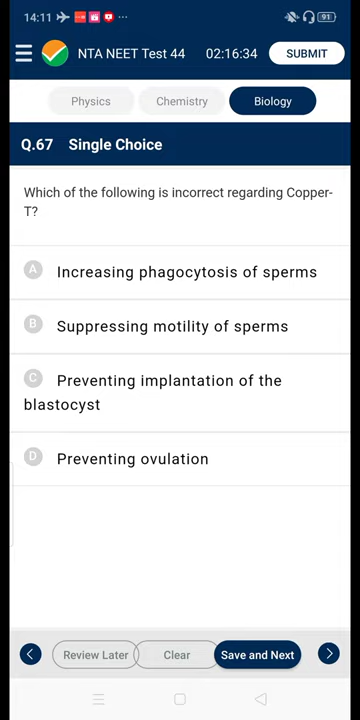 14:11 91
NTA NEET Test 44 02:16:34 SUBMIT
Physics Chemistry Biology
Q.67 Single Choice
Which of the following is incorrect regarding Copper-
T?
A Increasing phagocytosis of sperms
B Suppressing motility of sperms
C Preventing implantation of the
blastocyst
D Preventing ovulation
Review Later Clear Save and Next